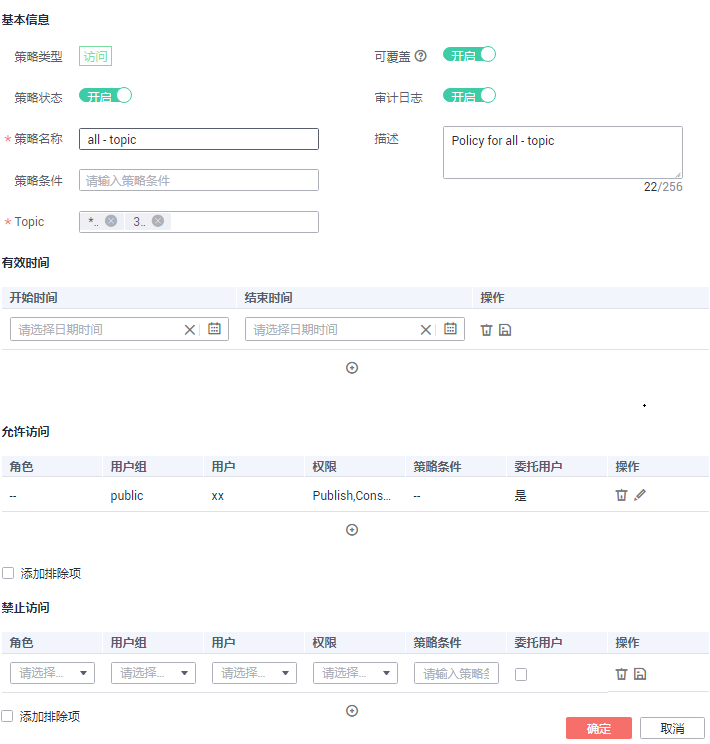 基本信息
策略类型 访问 可覆盖 开启
策略状态 开启 审计日志 开启
* 策略名称 all - topic 描述 Policy for all - topic
策略条件 请输入策略条件 22/256
* Topic *.. 3..
有效时间
开始时间 结束时间 操作
请选择日期时间 请选择日期时间
允许访问
角色 用户组 用户 权限 策略条件 委托用户 操作
-- public xx Publish,Cons... -- 是
添加排除项
禁止访问
角色 用户组 用户 权限 策略条件 委托用户 操作
请选择... 请选择... 请选择... 请选择... 请输入策略
添加排除项
确定 取消